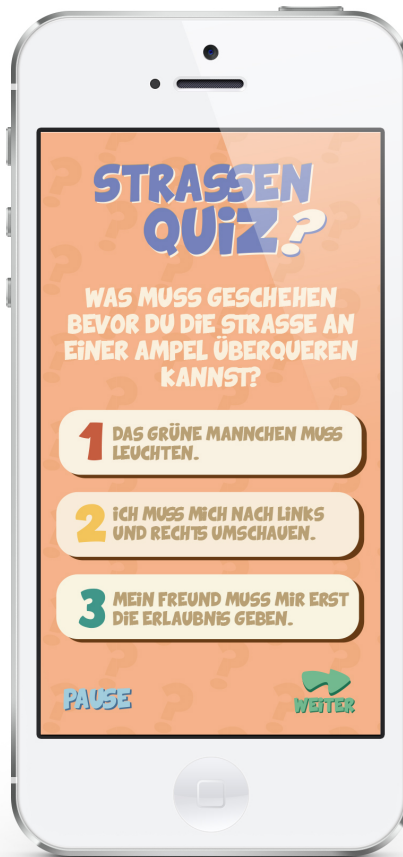 STRASSEN
QUiZ?
WAS MUSS GESCHEHEN
BEVOR DU DIE STRASSE AN
EINER AMPEL ÜBERQUEREN
KANNST?
1 DAS GRÜNE MANNCHEN MUSS
LEUCHTEN.
2 ICH MUSS MICH NACH LINKS
UND RECHTS UMSCHAUEN.
3 MEIN FREUND MUSS MIR ERST
DIE ERLAUBNIS GEBEN.
PAUSE
WEITER